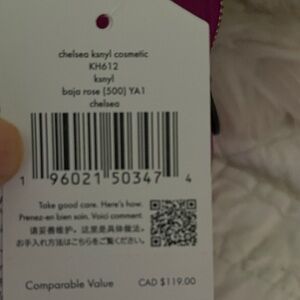 chelsea ksnyl cosmetic
KH612
ksnyl
baja rose (500) YA1
chelsea
1 96021 50347 4
Take good care. Here's how.
Prenez-en bien soin. Voici comment.
请妥善维护。这里是具体做法。
お手入れ方法はこちらをご覧ください。
Comparable Value CAD $119.00